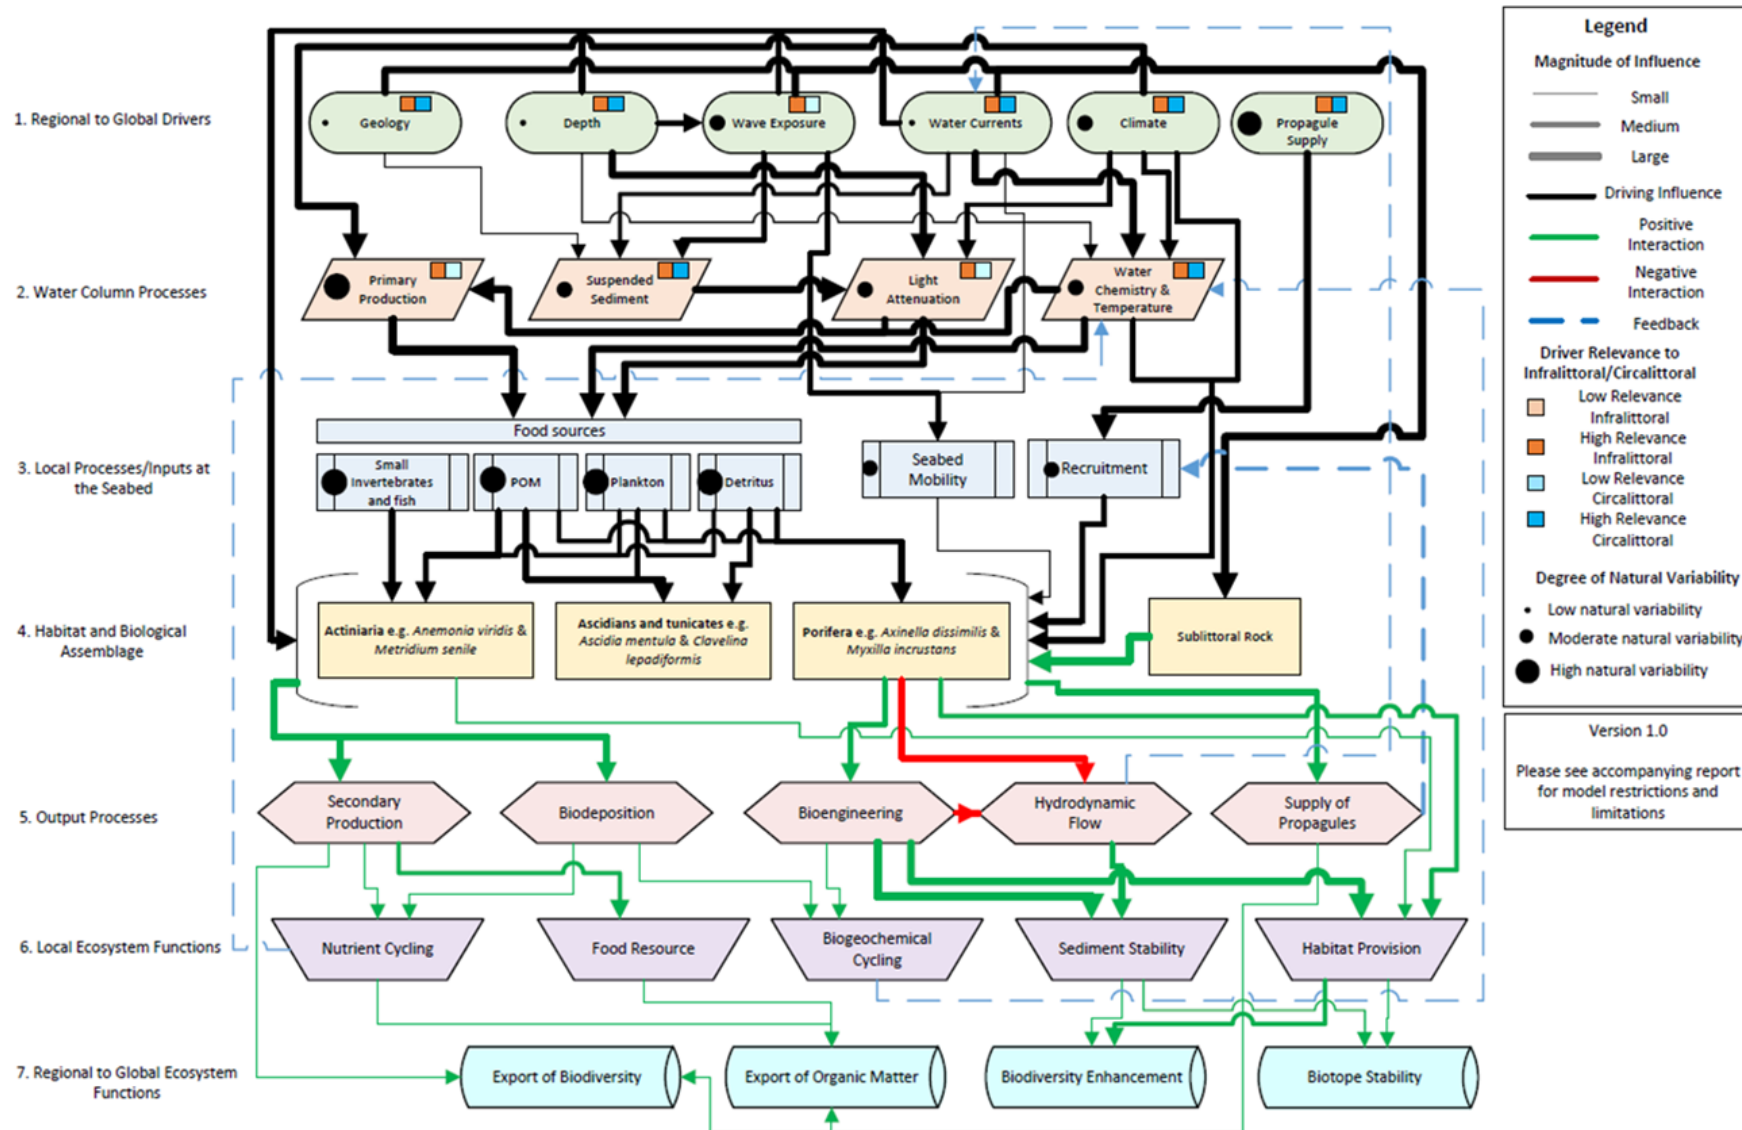 1. Regional to Global Drivers
Geology
Depth
Wave Exposure
Water Currents
Climate
Propagule
Supply
2. Water Column Processes
Primary
Production
Suspended
Sediment
Light
Attenuation
Water
Chemistry &
Temperature
Food sources
3. Local Processes/Inputs at
the Seabed
Small
Invertebrates
and fish
POM
Plankton
Detritus
Seabed
Mobility
Recruitment
4. Habitat and Biological
Assemblage
Actiniaria e.g. Anemonia viridis &
Metridium senile
Ascidians and tunicates e.g.
Ascidia mentula & Clavelina
lepadiformis
Porifera e.g. Axinella dissimilis &
Myxilla incrustans
Sublittoral Rock
5. Output Processes
Secondary
Production
Biodeposition
Bioengineering
Hydrodynamic
Flow
Supply of
Propagules
6. Local Ecosystem Functions
Nutrient Cycling
Food Resource
Biogeochemical
Cycling
Sediment Stability
Habitat Provision
7. Regional to Global Ecosystem
Functions
Export of Biodiversity
Export of Organic Matter
Biodiversity Enhancement
Biotope Stability
Legend
Magnitude of Influence
Small
Medium
Large
Driving Influence
Positive
Interaction
Negative
Interaction
Feedback
Driver Relevance to
Infralittoral/Circalittoral
Low Relevance
Infralittoral
High Relevance
Infralittoral
Low Relevance
Circalittoral
High Relevance
Circalittoral
Degree of Natural Variability
Low natural variability
Moderate natural variability
High natural variability
Version 1.0
Please see accompanying report
for model restrictions and
limitations